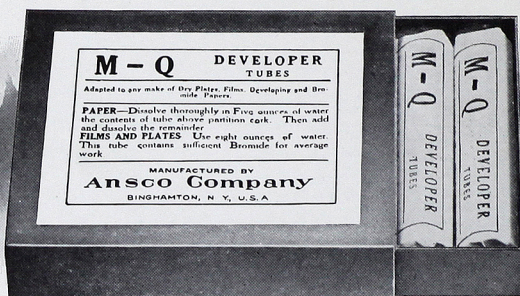 M-Q DEVELOPER
TUBES
Adapted to any make of Dry Plates, Films, Developing and Bro-
mide Papers.
PAPER—Dissolve thoroughly in Five ounces of water
the contents of tube above partition cork. Then add
and dissolve the remainder
FILMS AND PLATES Use eight ounces of water.
This tube contains sufficient Bromide for average
work
MANUFACTURED BY
Ansco Company
BINGHAMTON, N. Y., U.S.A
M-Q DEVELOPER
TUBES
M-Q DEVELOPER
TUBES